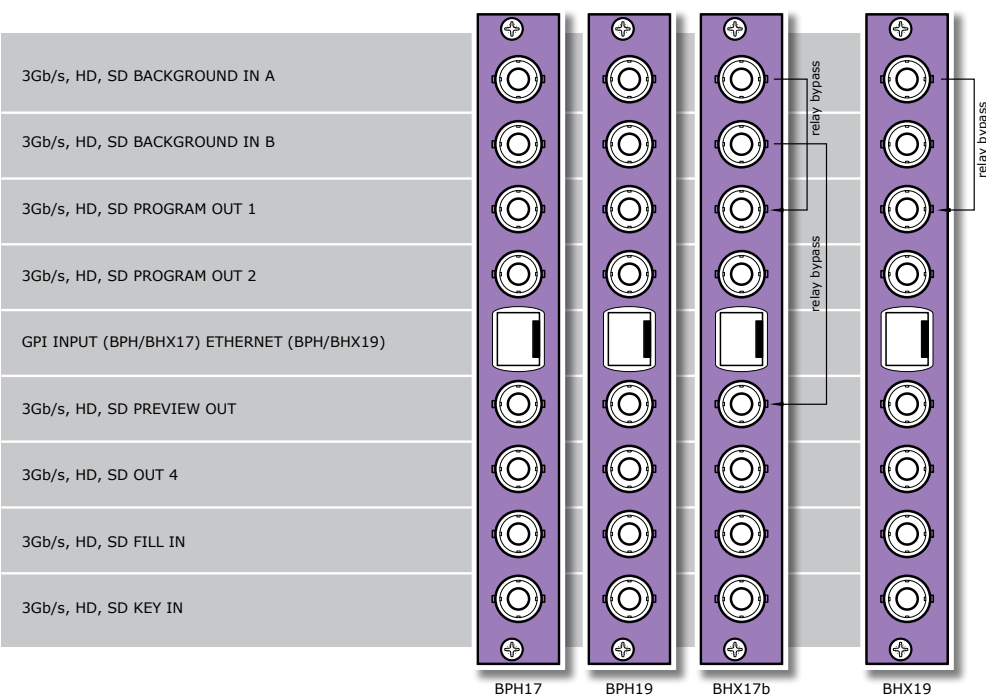 3Gb/s, HD, SD BACKGROUND IN A
3Gb/s, HD, SD BACKGROUND IN B
3Gb/s, HD, SD PROGRAM OUT 1
3Gb/s, HD, SD PROGRAM OUT 2
GPI INPUT (BPH/BHX17) ETHERNET (BPH/BHX19)
3Gb/s, HD, SD PREVIEW OUT
3Gb/s, HD, SD OUT 4
3Gb/s, HD, SD FILL IN
3Gb/s, HD, SD KEY IN
relay bypass
relay bypass
relay bypass
BPH17
BPH19
BHX17b
BHX19